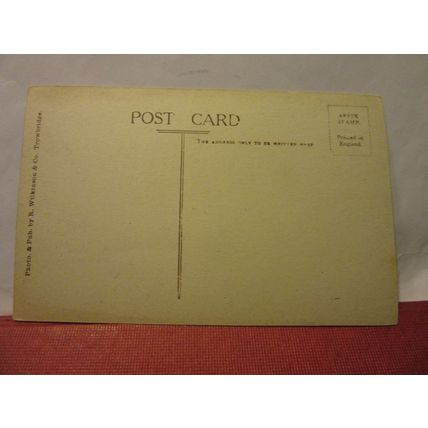 POST CARD
AFFIX
STAMP.
Printed in
England.
THE ADDRESS ONLY TO BE WRITTEN HERE
Photo. & Pub. by R. Wilkinson & Co. Trowbridge.